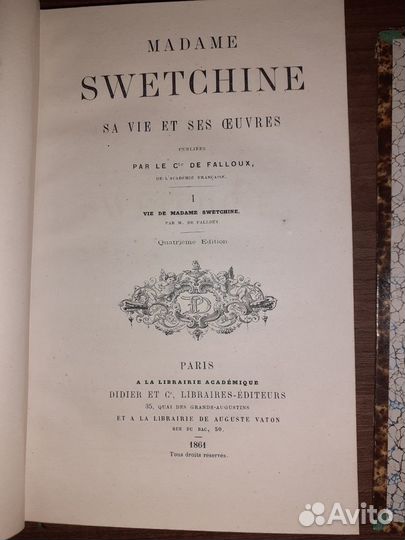 MADAME
SWETCHINE
SA VIE ET SES ŒUVRES
PUBLIÉES
PAR LE Cte DE FALLOUX,
DE L'ACADÉMIE FRANÇAISE.
I
VIE DE MADAME SWETCHINE,
PAR M. DE FALLOUX
Quatrième Édition
D
PARIS
A LA LIBRAIRIE ACADÉMIQUE
DIDIER ET Ce, LIBRAIRES-ÉDITEURS
35, QUAI DES GRANDS-AUGUSTINS
ET A LA LIBRAIRIE DE AUGUSTE VATON
RUE DU BAC, 50.
1861
Tous droits réservés.
Avito